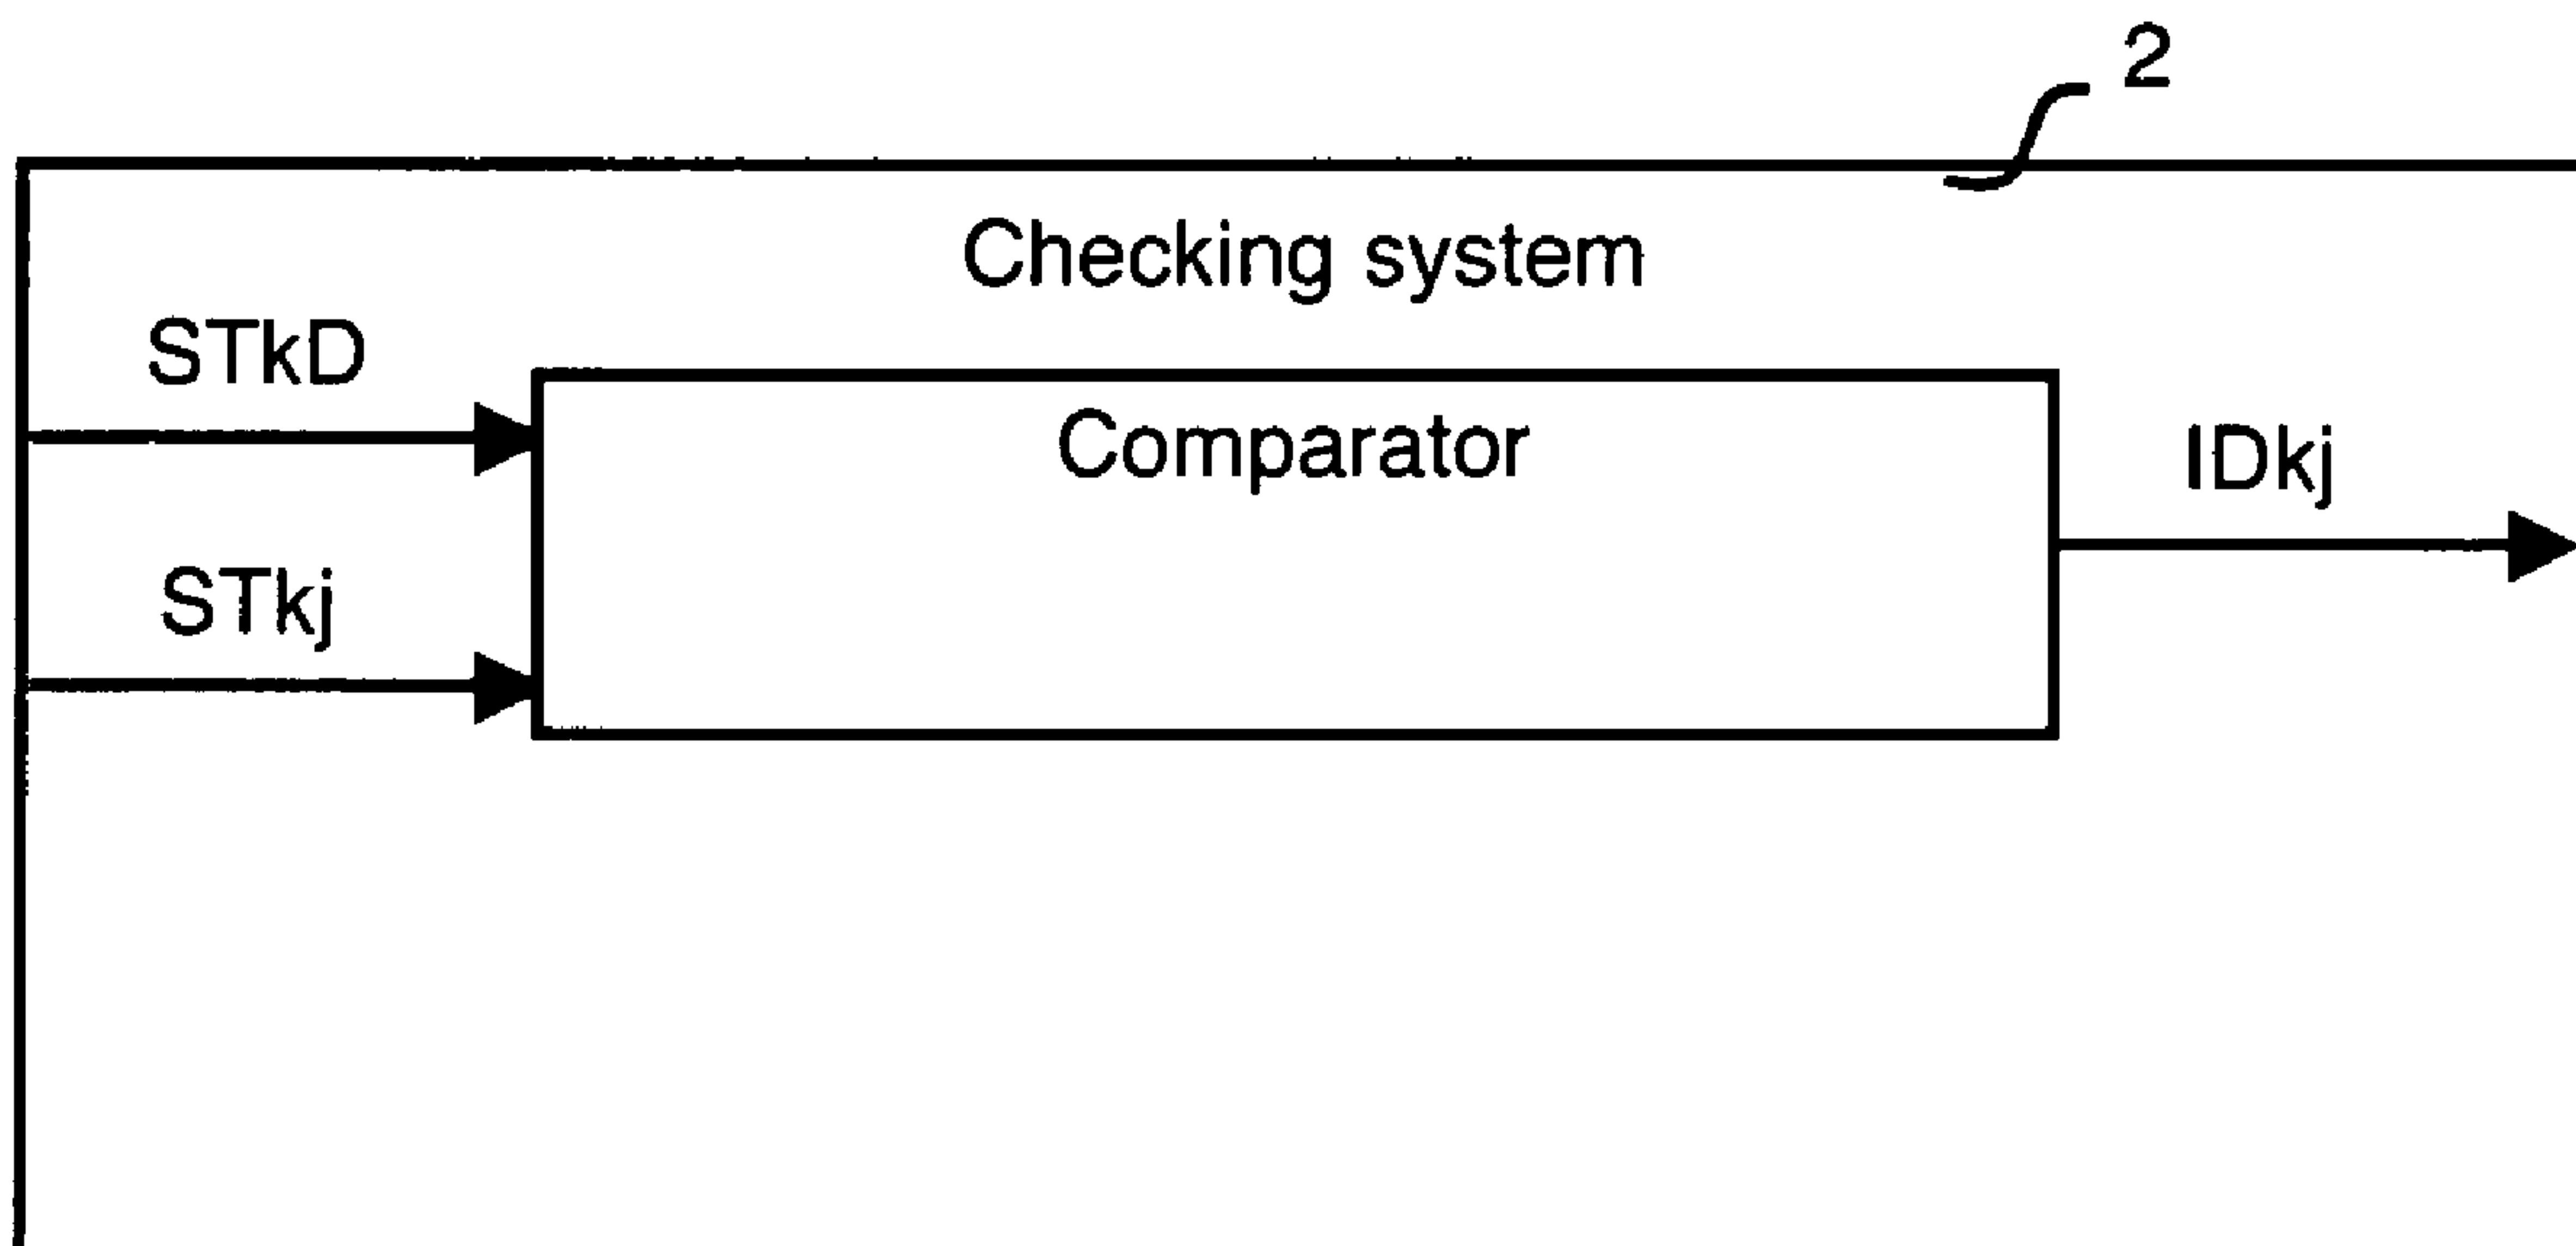 2
Checking system
STkD
Comparator
IDkj
STkj